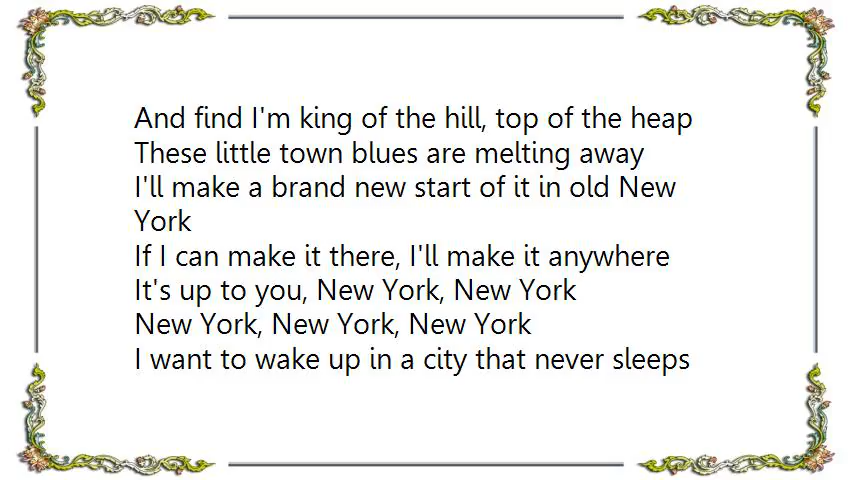 And find I'm king of the hill, top of the heap
These little town blues are melting away
I'll make a brand new start of it in old New
York
If I can make it there, I'll make it anywhere
It's up to you, New York, New York
New York, New York, New York
I want to wake up in a city that never sleeps